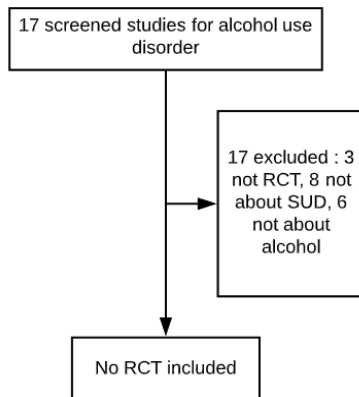 17 screened studies for alcohol use
disorder
17 excluded : 3
not RCT, 8 not
about SUD, 6
not about
alcohol
No RCT included